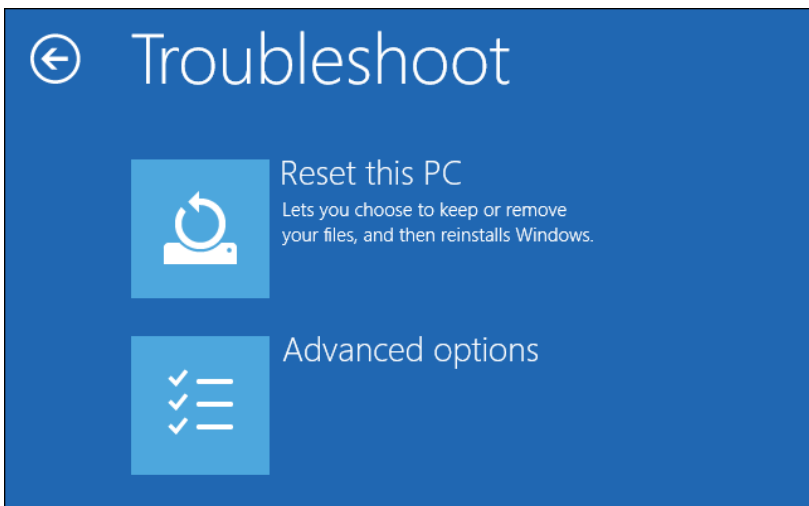 Troubleshoot
Reset this PC
Lets you choose to keep or remove
your files, and then reinstalls Windows.
Advanced options